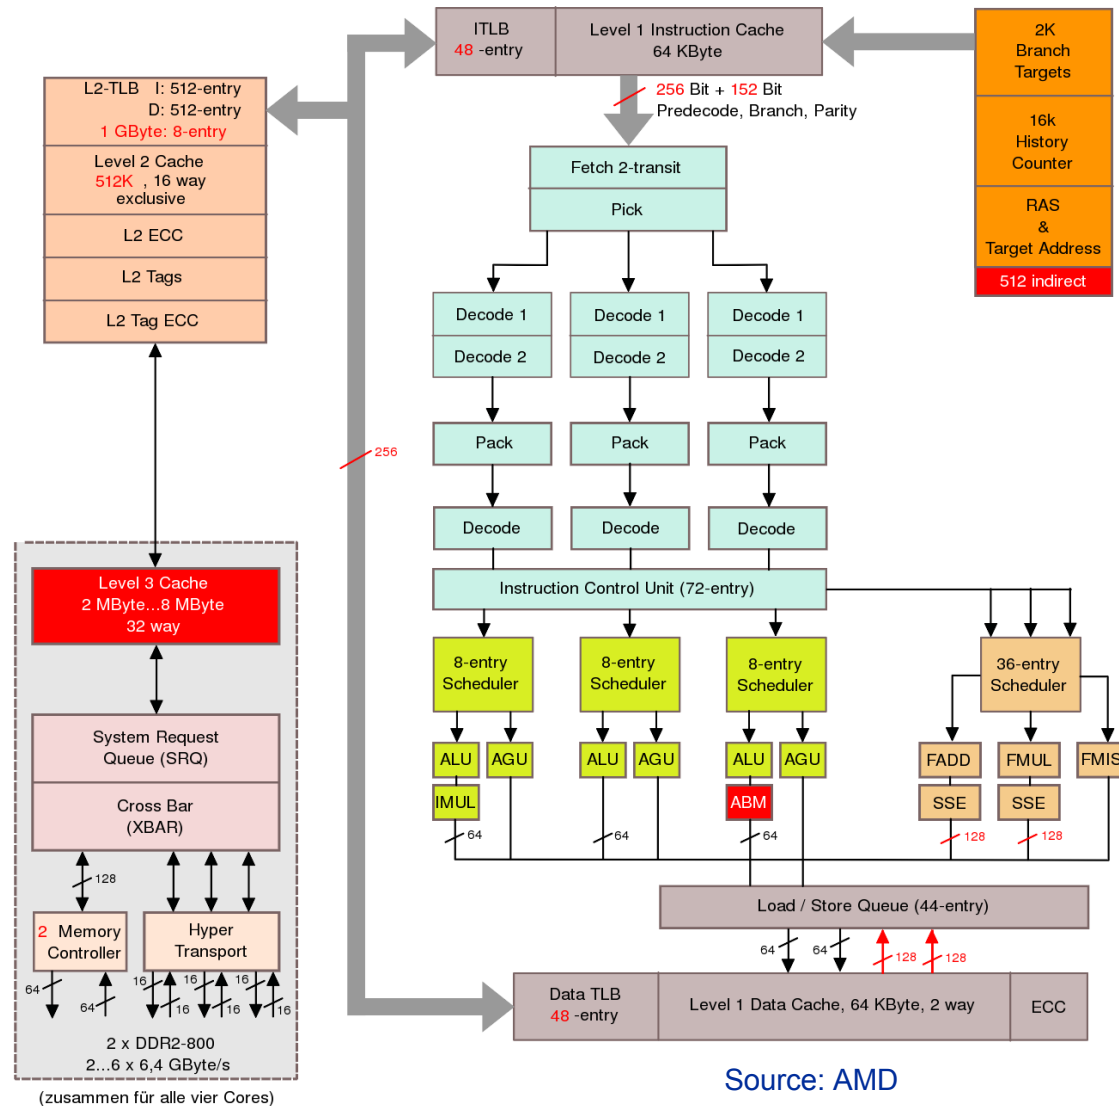 ITLB
48 -entry
Level 1 Instruction Cache
64 KByte
2K
Branch
Targets
16k
History
Counter
RAS
&
Target Address
512 indirect
L2-TLB I: 512-entry
D: 512-entry
1 GByte: 8-entry
Level 2 Cache
512K , 16 way
exclusive
L2 ECC
L2 Tags
L2 Tag ECC
256 Bit + 152 Bit
Predecode, Branch, Parity
Fetch 2-transit
Pick
Decode 1
Decode 1
Decode 1
Decode 2
Decode 2
Decode 2
256
Pack
Pack
Pack
Decode
Decode
Decode
Instruction Control Unit (72-entry)
Level 3 Cache
2 MByte...8 MByte
32 way
System Request
Queue (SRQ)
Cross Bar
(XBAR)
128
2 Memory
Controller
Hyper
Transport
64
64
16
16
16
16
16
16
2 x DDR2-800
2...6 x 6,4 GByte/s
(zusammen für alle vier Cores)
8-entry
Scheduler
8-entry
Scheduler
8-entry
Scheduler
36-entry
Scheduler
ALU
AGU
ALU
AGU
ALU
AGU
FADD
FMUL
FMIS
IMUL
ABM
SSE
SSE
64
64
64
128
128
Load / Store Queue (44-entry)
64
64
128
128
Data TLB
48 -entry
Level 1 Data Cache, 64 KByte, 2 way
ECC
Source: AMD